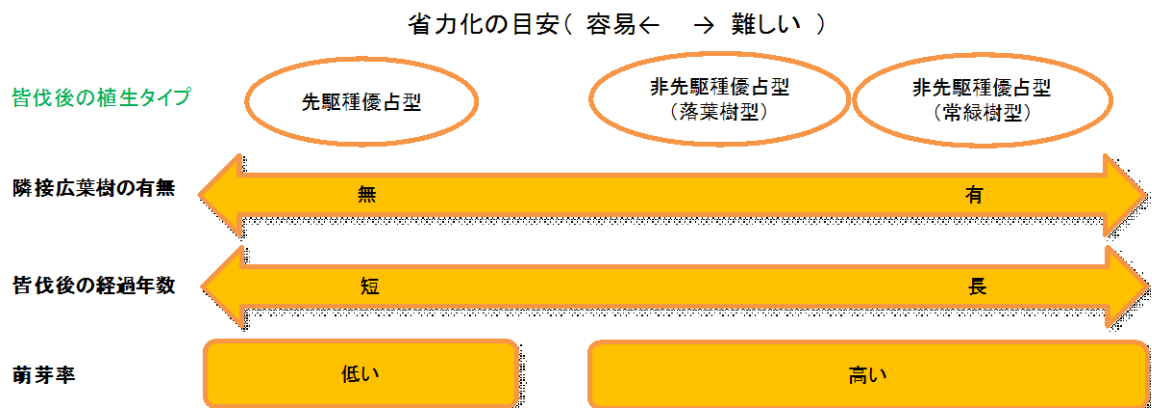 省力化の目安( 容易← → 難しい )
皆伐後の植生タイプ
先駆種優占型
非先駆種優占型
(落葉樹型)
非先駆種優占型
(常緑樹型)
隣接広葉樹の有無
無
有
皆伐後の経過年数
短
長
萌芽率
低い
高い